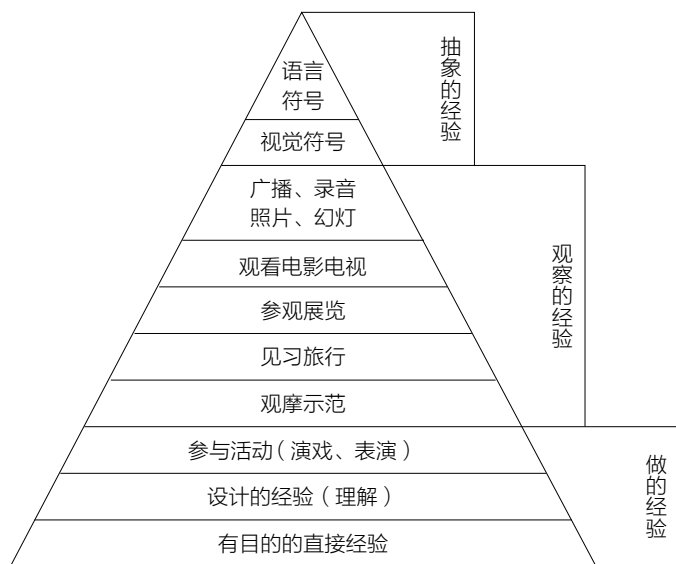 语言
符号
视觉符号
广播、录音
照片、幻灯
观看电影电视
参观展览
见习旅行
观摩示范
参与活动（演戏、表演）
设计的经验（理解）
有目的的直接经验
抽象的经验
观察的经验
做的经验